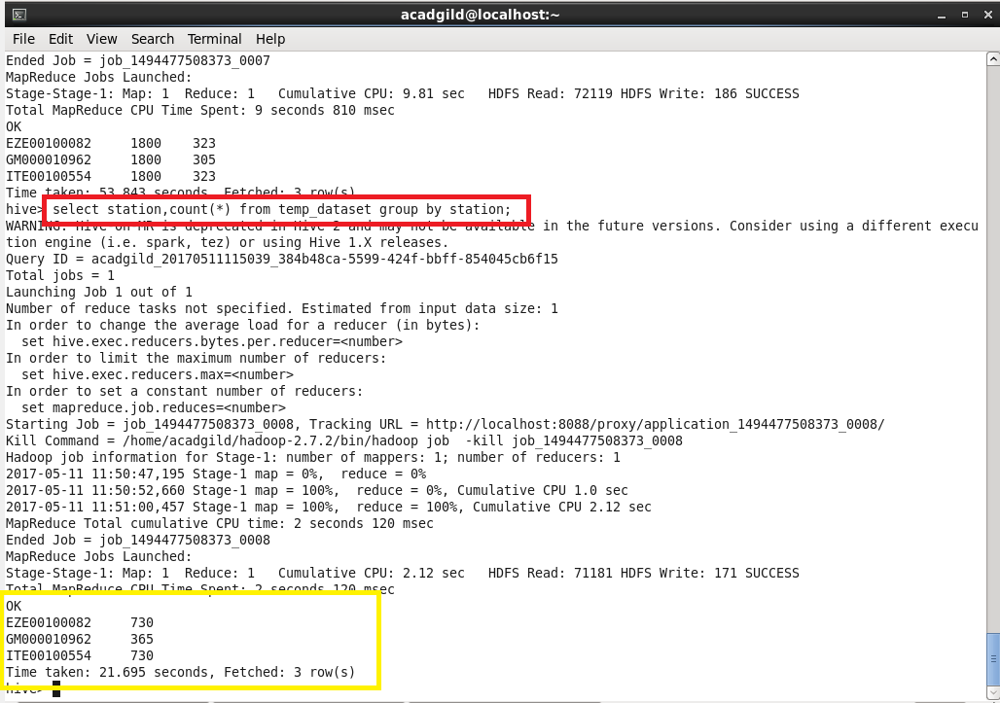 acadgild@localhost:~
File Edit View Search Terminal Help
Ended Job = job_1494477508373_0007
MapReduce Jobs Launched:
Stage-Stage-1: Map: 1  Reduce: 1   Cumulative CPU: 9.81 sec   HDFS Read: 72119 HDFS Write: 186 SUCCESS
Total MapReduce CPU Time Spent: 9 seconds 810 msec
OK
EZE00100082     1800    323
GM000010962     1800    305
ITE00100554     1800    323
Time taken: 53.843 seconds, Fetched: 3 row(s)
hive> select station,count(*) from temp_dataset group by station;
WARNING: Hive-on-MR is deprecated in Hive 2 and may not be available in the future versions. Consider using a different execu
tion engine (i.e. spark, tez) or using Hive 1.X releases.
Query ID = acadgild_20170511115039_384b48ca-5599-424f-bbff-854045cb6f15
Total jobs = 1
Launching Job 1 out of 1
Number of reduce tasks not specified. Estimated from input data size: 1
In order to change the average load for a reducer (in bytes):
  set hive.exec.reducers.bytes.per.reducer=<number>
In order to limit the maximum number of reducers:
  set hive.exec.reducers.max=<number>
In order to set a constant number of reducers:
  set mapreduce.job.reduces=<number>
Starting Job = job_1494477508373_0008, Tracking URL = http://localhost:8088/proxy/application_1494477508373_0008/
Kill Command = /home/acadgild/hadoop-2.7.2/bin/hadoop job  -kill job_1494477508373_0008
Hadoop job information for Stage-1: number of mappers: 1; number of reducers: 1
2017-05-11 11:50:47,195 Stage-1 map = 0%,  reduce = 0%
2017-05-11 11:50:52,660 Stage-1 map = 100%,  reduce = 0%, Cumulative CPU 1.0 sec
2017-05-11 11:51:00,457 Stage-1 map = 100%,  reduce = 100%, Cumulative CPU 2.12 sec
MapReduce Total cumulative CPU time: 2 seconds 120 msec
Ended Job = job_1494477508373_0008
MapReduce Jobs Launched:
Stage-Stage-1: Map: 1  Reduce: 1   Cumulative CPU: 2.12 sec   HDFS Read: 71181 HDFS Write: 171 SUCCESS
Total MapReduce CPU Time Spent: 2 seconds 120 msec
OK
EZE00100082     730
GM000010962     365
ITE00100554     730
Time taken: 21.695 seconds, Fetched: 3 row(s)
hive>